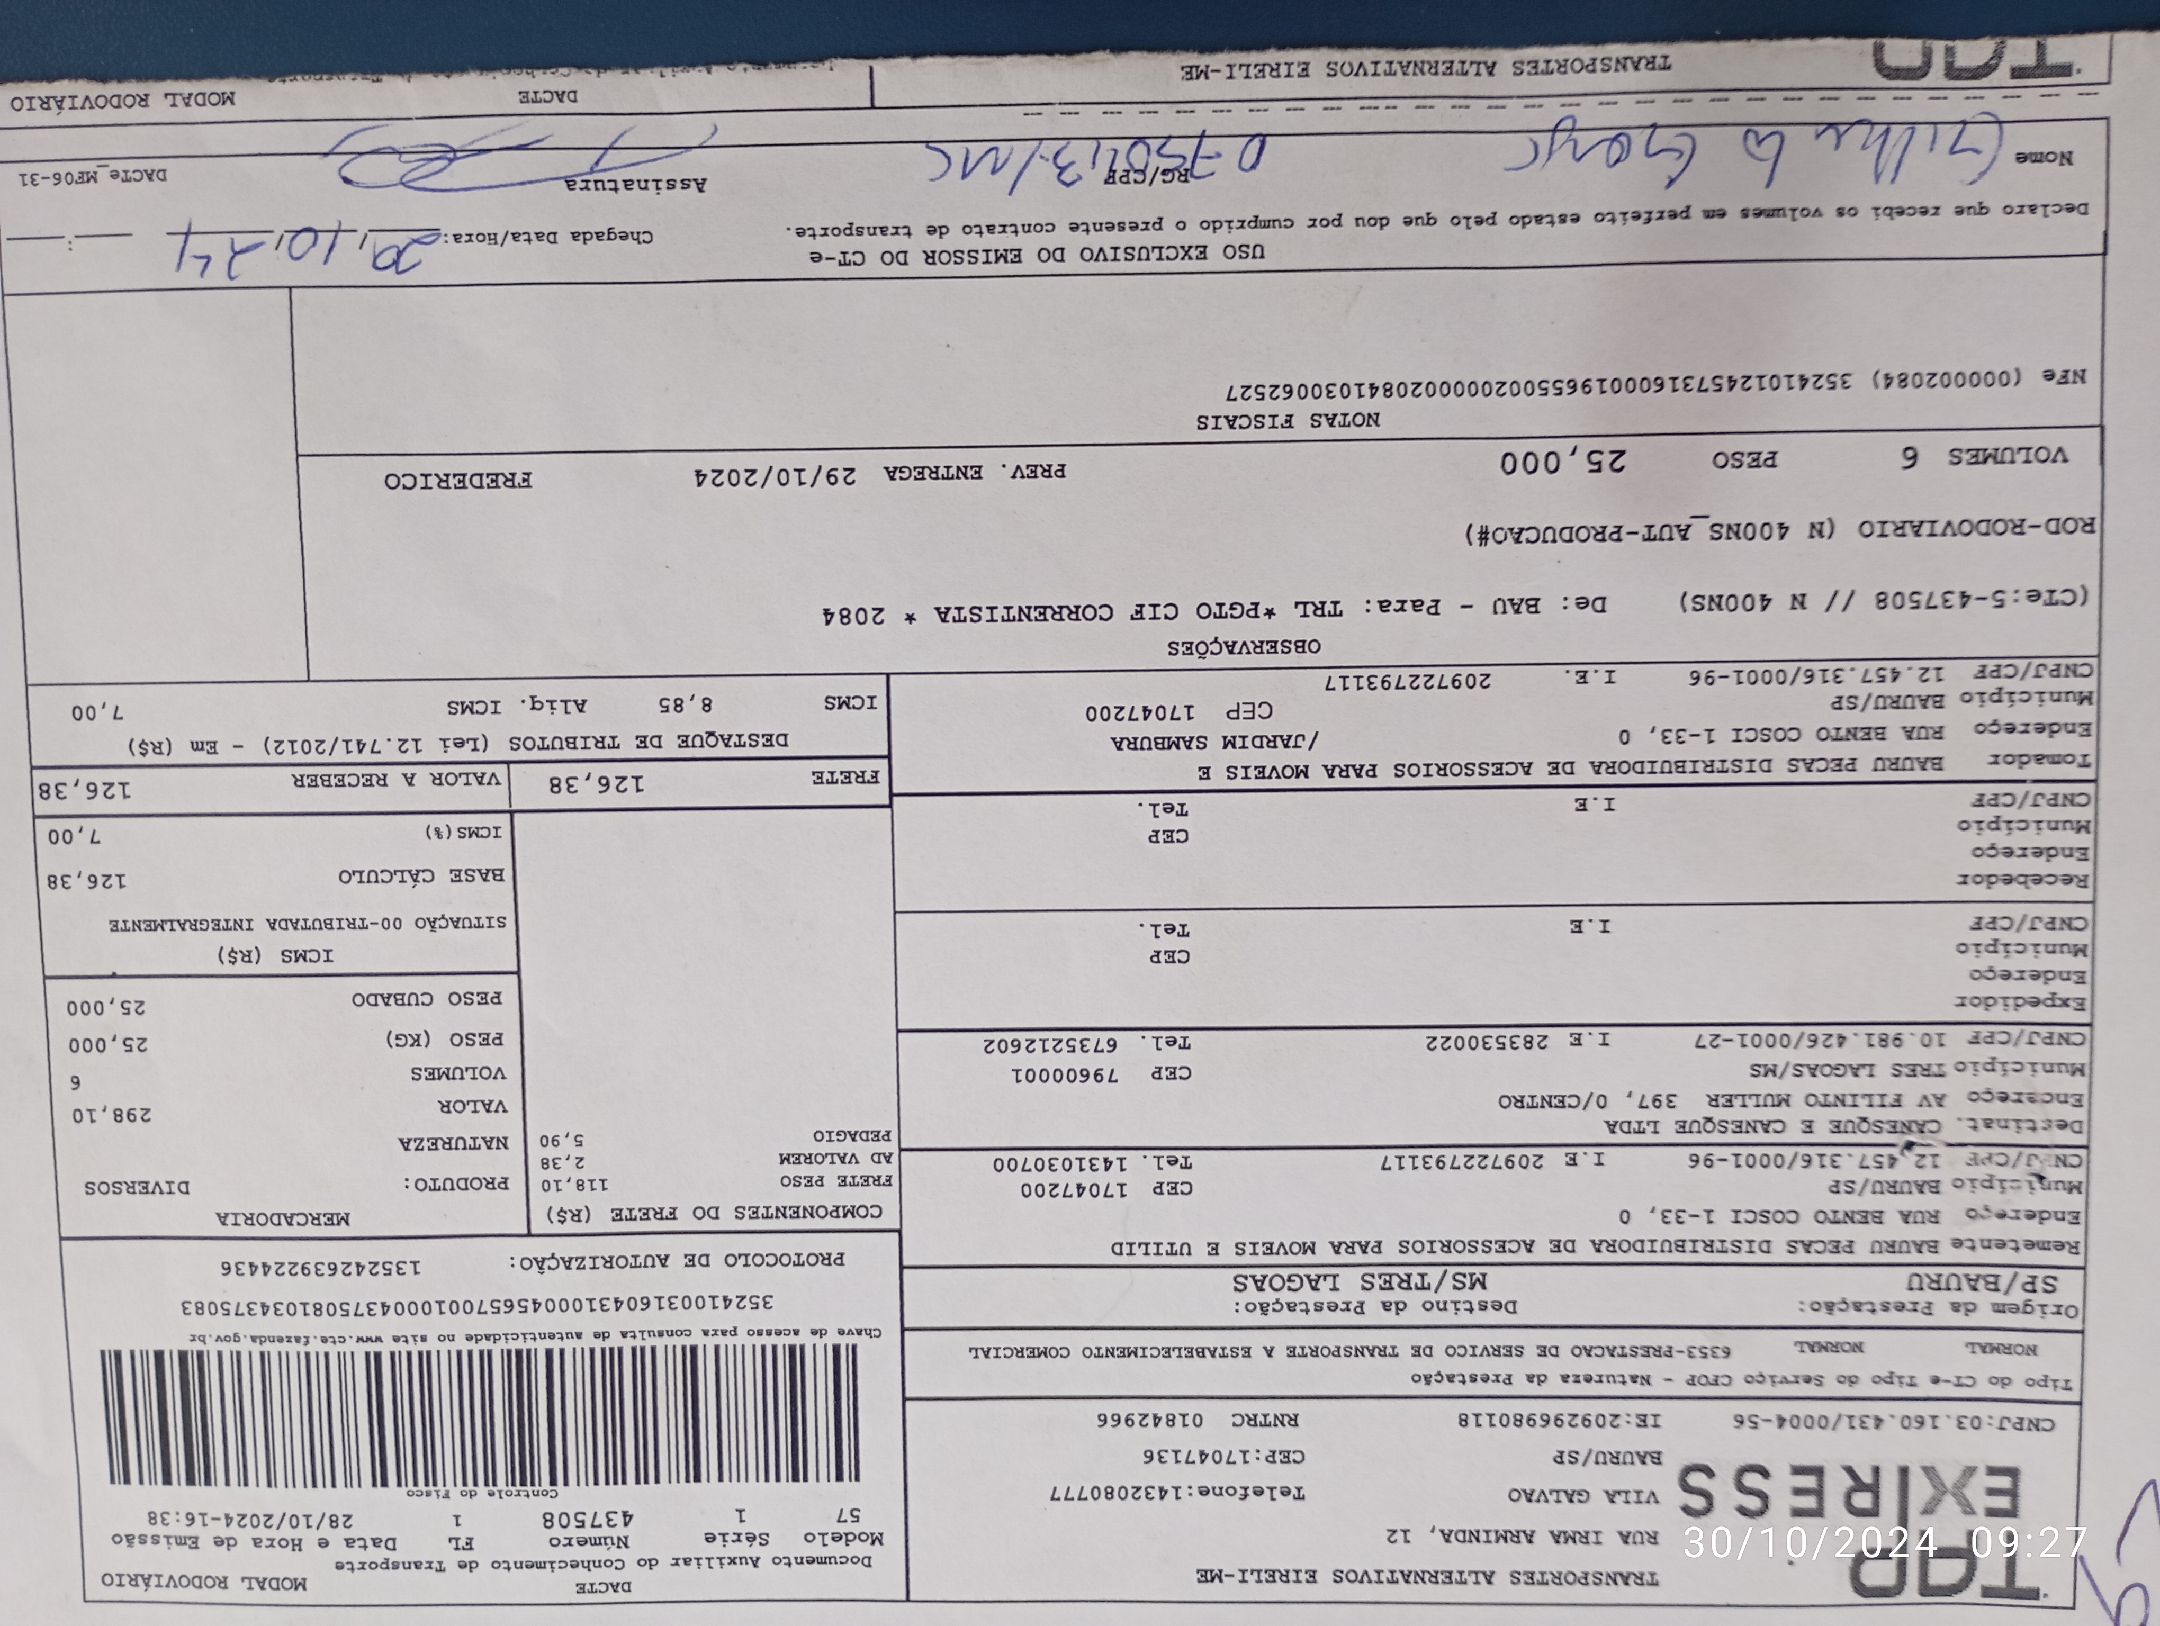 TRANSPORTES ALTERNATIVOS EIRELI-ME
RUA IRMA ARMINDA, 12
VILA GALVAO Telefone:1432080777
BAURU/SP CEP:17047136
CNPJ:03.160.431/0004-56 IE:209296980118 RNTRC 01842966
EXPRESS
DACTE MODAL RODOVIÁRIO
Documento Auxiliar do Conhecimento de Transporte
Modelo Série Número FL Data e Hora de Emissão
57 1 437508 1 28/10/2024-16:38
Controle do Fisco
Chave de acesso para consulta de autenticidade no site www.cte.fazenda.gov.br
35241003160431000456570010004375081034375083
PROTOCOLO DE AUTORIZAÇÃO: 135242639224436
Tipo do CT-e Tipo do Serviço CFOP - Natureza da Prestação
NORMAL NORMAL 6353-PRESTACAO DE SERVICO DE TRANSPORTE A ESTABELECIMENTO COMERCIAL
Origem da Prestação: Destino da Prestação:
SP/BAURU MS/TRES LAGOAS
Remetente BAURU PECAS DISTRIBUIDORA DE ACESSORIOS PARA MOVEIS E UTILID
Endereço RUA BENTO COSCI 1-33, 0
Município BAURU/SP CEP 17047200
CNPJ/CPF 12.457.316/0001-96 I.E 209722793117 Tel. 1431030700
Destinat. CANESQUE E CANESQUE LTDA
Endereço AV FILINTO MULLER 397, 0/CENTRO
Município TRES LAGOAS/MS CEP 79600001
CNPJ/CPF 10.981.426/0001-27 I.E 283530022 Tel. 6735212602
Expedidor
Endereço
Município CEP
CNPJ/CPF I.E Tel.
Recebedor
Endereço
Município CEP
CNPJ/CPF I.E Tel.
Tomador BAURU PECAS DISTRIBUIDORA DE ACESSORIOS PARA MOVEIS E
Endereço RUA BENTO COSCI 1-33, 0 /JARDIM SAMBURA
Município BAURU/SP CEP 17047200
CNPJ/CPF 12.457.316/0001-96 I.E. 209722793117
COMPONENTES DO FRETE (R$)
FRETE PESO 118,10
AD VALOREM 2,38
PEDAGIO 5,90
MERCADORIA
PRODUTO: DIVERSOS
NATUREZA
VALOR 298,10
VOLUMES 6
PESO (KG) 25,000
PESO CUBADO 25,000
ICMS (R$)
SITUAÇÃO 00-TRIBUTADA INTEGRALMENTE
BASE CÁLCULO 126,38
ICMS(%) 7,00
FRETE 126,38 VALOR A RECEBER 126,38
DESTAQUE DE TRIBUTOS (Lei 12.741/2012) - Em (R$)
ICMS 8,85 Aliq. ICMS 7,00
OBSERVAÇÕES
(CTe:5-437508 // N 400NS) De: BAU - Para: TRL *PGTO CIF CORRENTISTA * 2084
ROD-RODOVIARIO (N 400NS_AUT-PRODUCAO#)
VOLUMES 6 PESO 25,000 PREV. ENTREGA 29/10/2024 FREDERICO
NOTAS FISCAIS
NFe (000002084) 35241012457316000196550020000020841030062527
USO EXCLUSIVO DO EMISSOR DO CT-e
Declaro que recebi os volumes em perfeito estado pelo que dou por cumprido o presente contrato de transporte.
Chegada Data/Hora: 29, 10, 24 :
Nome RG/CPF Assinatura DACTe_MF06-31
TRANSPORTES ALTERNATIVOS EIRELI-ME
DACTE MODAL RODOVIÁRIO
30/10/2024 09:27